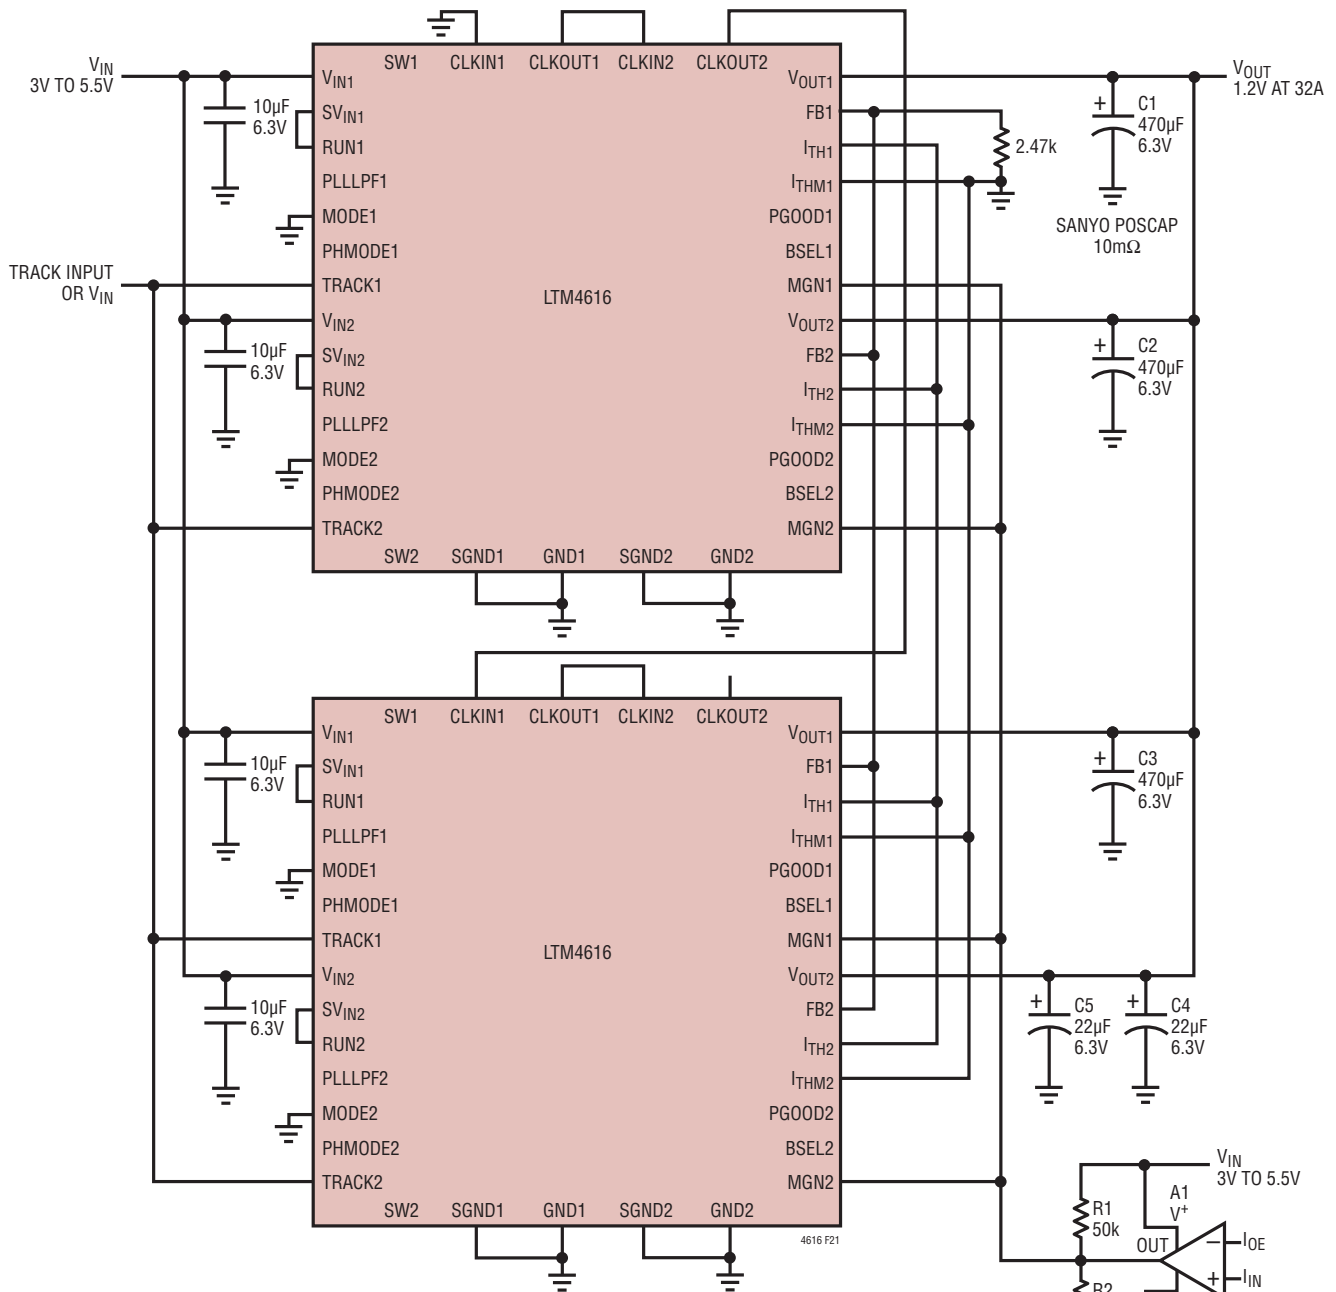 VIN
3V TO 5.5V
10µF
6.3V
TRACK INPUT
OR VIN
10µF
6.3V
SW1 CLKIN1 CLKOUT1 CLKIN2 CLKOUT2
VIN1
SVIN1
RUN1
PLLLPF1
MODE1
PHMODE1
TRACK1
VIN2
SVIN2
RUN2
PLLLPF2
MODE2
PHMODE2
TRACK2
LTM4616
VOUT1
FB1
ITH1
ITHM1
PGOOD1
BSEL1
MGN1
VOUT2
FB2
ITH2
ITHM2
PGOOD2
BSEL2
MGN2
SW2 SGND1 GND1 SGND2 GND2
2.47k
VOUT
1.2V AT 32A
+
C1
470µF
6.3V
SANYO POSCAP
10mΩ
+
C2
470µF
6.3V
10µF
6.3V
10µF
6.3V
SW1 CLKIN1 CLKOUT1 CLKIN2 CLKOUT2
VIN1
SVIN1
RUN1
PLLLPF1
MODE1
PHMODE1
TRACK1
VIN2
SVIN2
RUN2
PLLLPF2
MODE2
PHMODE2
TRACK2
LTM4616
VOUT1
FB1
ITH1
ITHM1
PGOOD1
BSEL1
MGN1
VOUT2
FB2
ITH2
ITHM2
PGOOD2
BSEL2
MGN2
SW2 SGND1 GND1 SGND2 GND2
4616 F21
+
C3
470µF
6.3V
+
C5
22µF
6.3V
+
C4
22µF
6.3V
VIN
3V TO 5.5V
R1
50k
A1
V+
OUT
–
IOE
+
IIN
R2